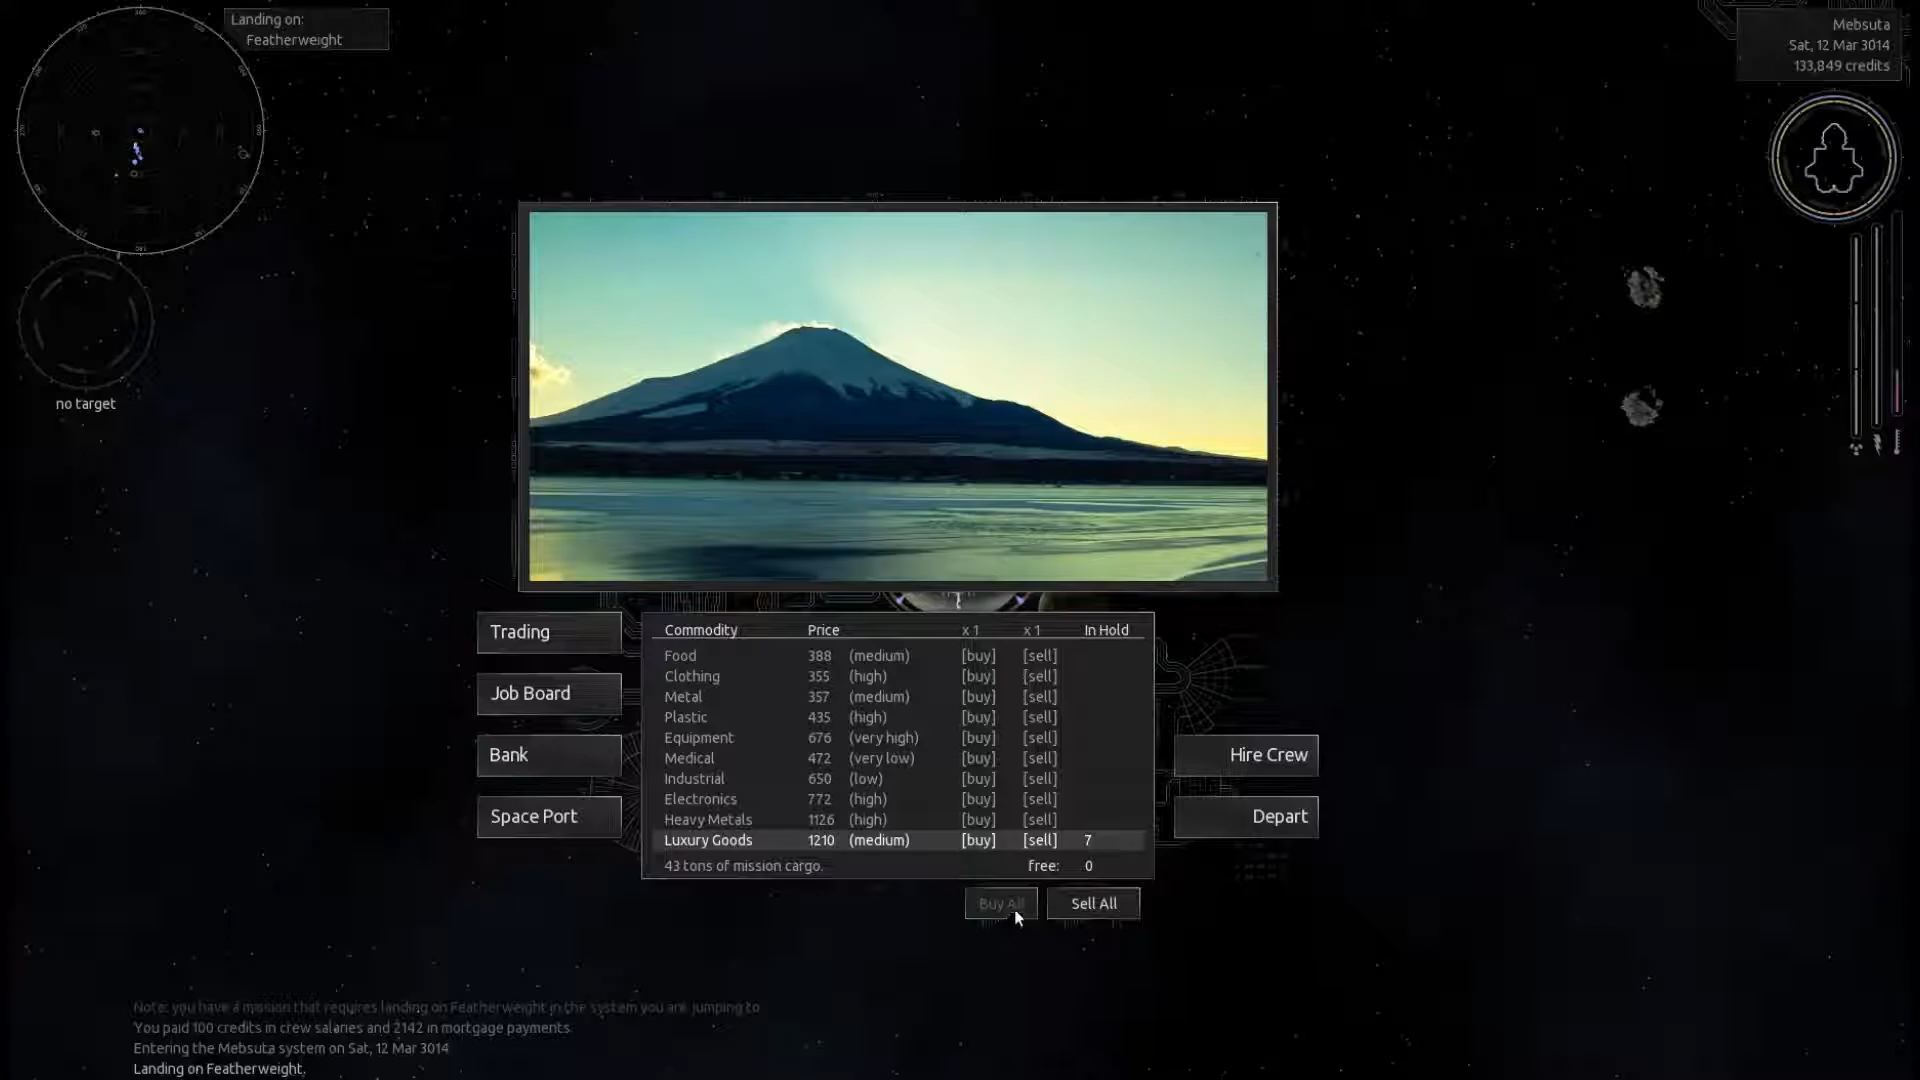 Landing on:
Featherweight
Mebsuta
Sat, 12 Mar 3014
133,849 credits
no target
Trading
Job Board
Bank
Space Port
Commodity Price x 1 x 1 In Hold
Food 388 (medium) [buy] [sell]
Clothing 355 (high) [buy] [sell]
Metal 357 (medium) [buy] [sell]
Plastic 435 (high) [buy] [sell]
Equipment 676 (very high) [buy] [sell]
Medical 472 (very low) [buy] [sell]
Industrial 650 (low) [buy] [sell]
Electronics 772 (high) [buy] [sell]
Heavy Metals 1126 (high) [buy] [sell]
Luxury Goods 1210 (medium) [buy] [sell] 7
43 tons of mission cargo. free: 0
Buy All Sell All
Hire Crew
Depart
Note: you have a mission that requires landing on Featherweight in the system you are jumping to
You paid 100 credits in crew salaries and 2142 in mortgage payments.
Entering the Mebsuta system on Sat, 12 Mar 3014
Landing on Featherweight.